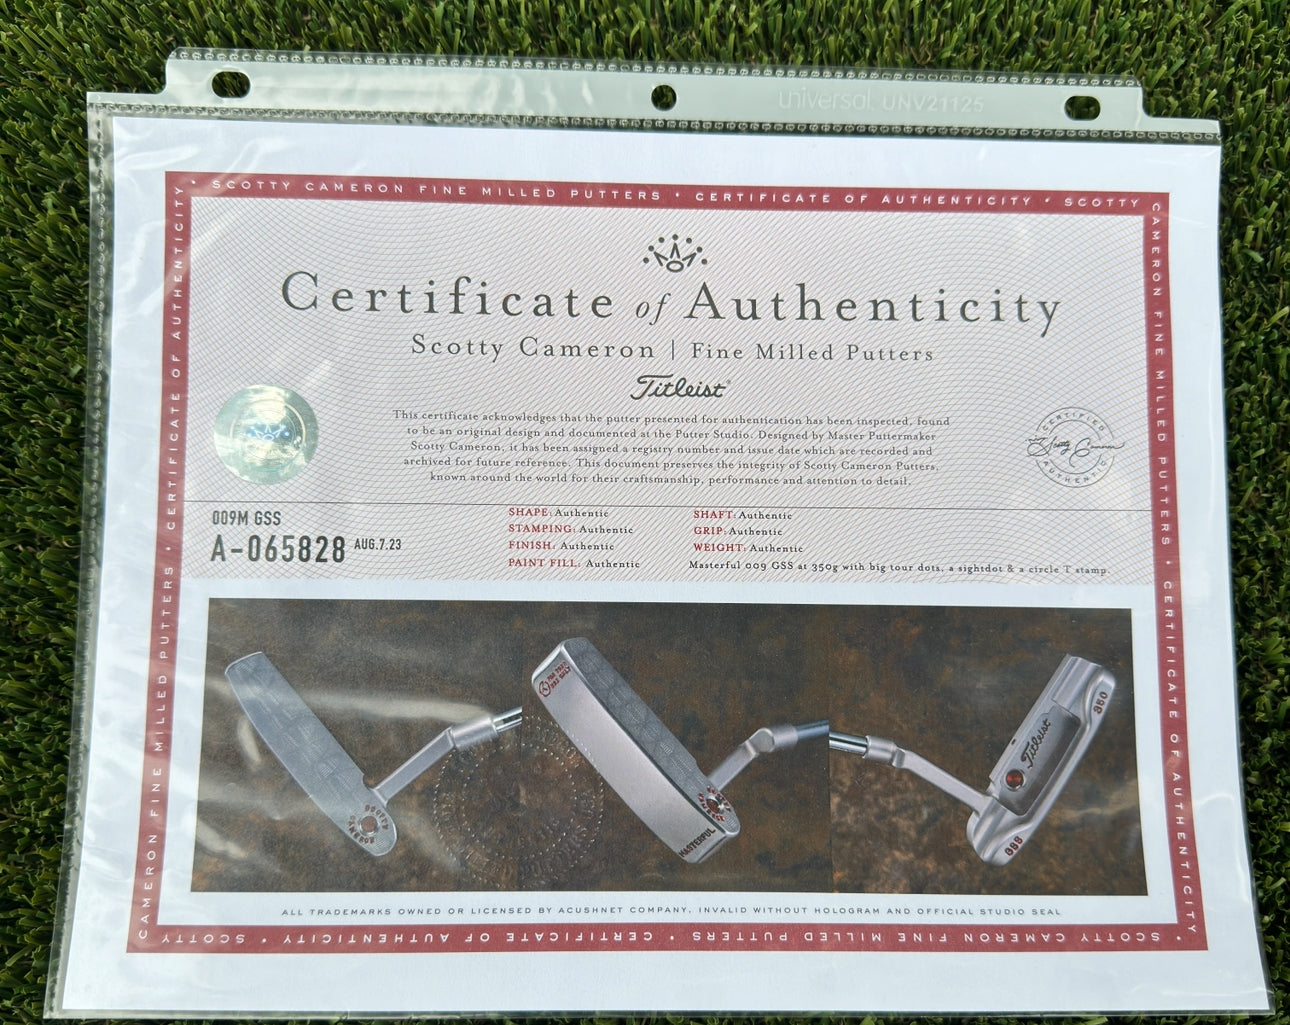 universal. UNV21125
SCOTTY CAMERON FINE MILLED PUTTERS • CERTIFICATE OF AUTHENTICITY • SCOTTY
CAMERON FINE MILLED PUTTERS • CERTIFICATE OF AUTHENTICITY •
SCOTTY CAMERON FINE MILLED PUTTERS • CERTIFICATE OF AUTHENTICITY • SCOTTY
CAMERON FINE MILLED PUTTERS • CERTIFICATE OF AUTHENTICITY •
Certificate of Authenticity
Scotty Cameron | Fine Milled Putters
Titleist®
This certificate acknowledges that the putter presented for authentication has been inspected, found
to be an original design and documented at the Putter Studio. Designed by Master Puttermaker
Scotty Cameron, it has been assigned a registry number and issue date which are recorded and
archived for future reference. This document preserves the integrity of Scotty Cameron Putters,
known around the world for their craftsmanship, performance and attention to detail.
CERTIFIED
Scotty Cameron
AUTHENTIC
009M GSS
A-065828 AUG.7.23
SHAPE: Authentic
STAMPING: Authentic
FINISH: Authentic
PAINT FILL: Authentic
SHAFT: Authentic
GRIP: Authentic
WEIGHT: Authentic
Masterful 009 GSS at 350g with big tour dots, a sightdot & a circle T stamp.
SCOTTY
CAMERON
MASTERFUL
Titleist
350
GSS
ALL TRADEMARKS OWNED OR LICENSED BY ACUSHNET COMPANY. INVALID WITHOUT HOLOGRAM AND OFFICIAL STUDIO SEAL